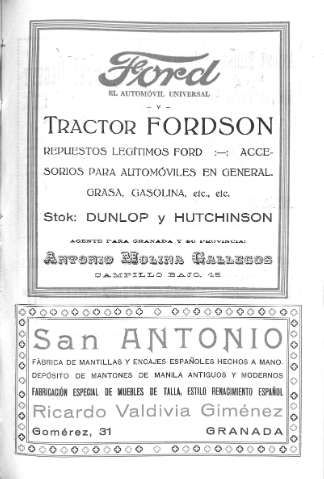 Ford
EL AUTOMÓVIL UNIVERSAL
- Y -
TRACTOR FORDSON
REPUESTOS LEGÍTIMOS FORD :—: ACCE-
SORIOS PARA AUTOMÓVILES EN GENERAL.
GRASA, GASOLINA, etc., etc.
Stok: DUNLOP y HUTCHINSON
AGENTE PARA GRANADA Y SU PROVINCIA:
ANTONIO MOLINA GALLEGOS
CAMPILLO BAJO, 45
San ANTONIO
FÁBRICA DE MANTILLAS Y ENCAJES ESPAÑOLES HECHOS A MANO.
DEPÓSITO DE MANTONES DE MANILA ANTIGUOS Y MODERNOS
FABRICACIÓN ESPECIAL DE MUEBLES DE TALLA, ESTILO RENACIMIENTO ESPAÑOL
Ricardo Valdivia Giménez
Gomérez, 31 GRANADA